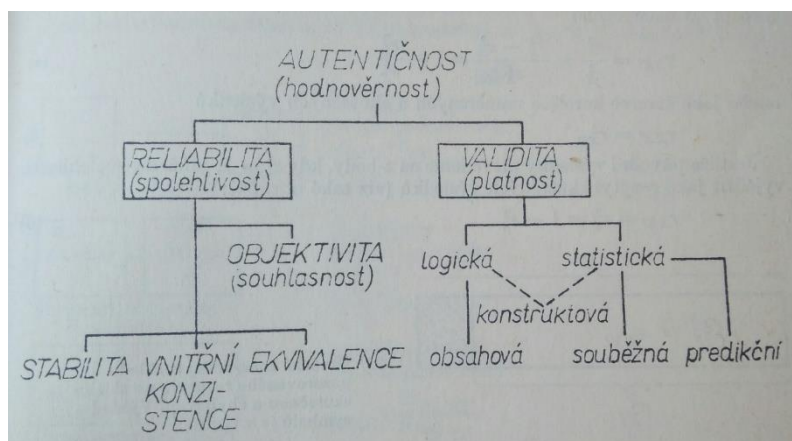 AUTENTIČNOST
(hodnověrnost)
RELIABILITA
(spolehlivost)
VALIDITA
(platnost)
OBJEKTIVITA
(souhlasnost)
logická
statistická
konstruktová
STABILITA
VNITŘNÍ
KONZI-
STENCE
EKVIVALENCE
obsahová
souběžná
predikční